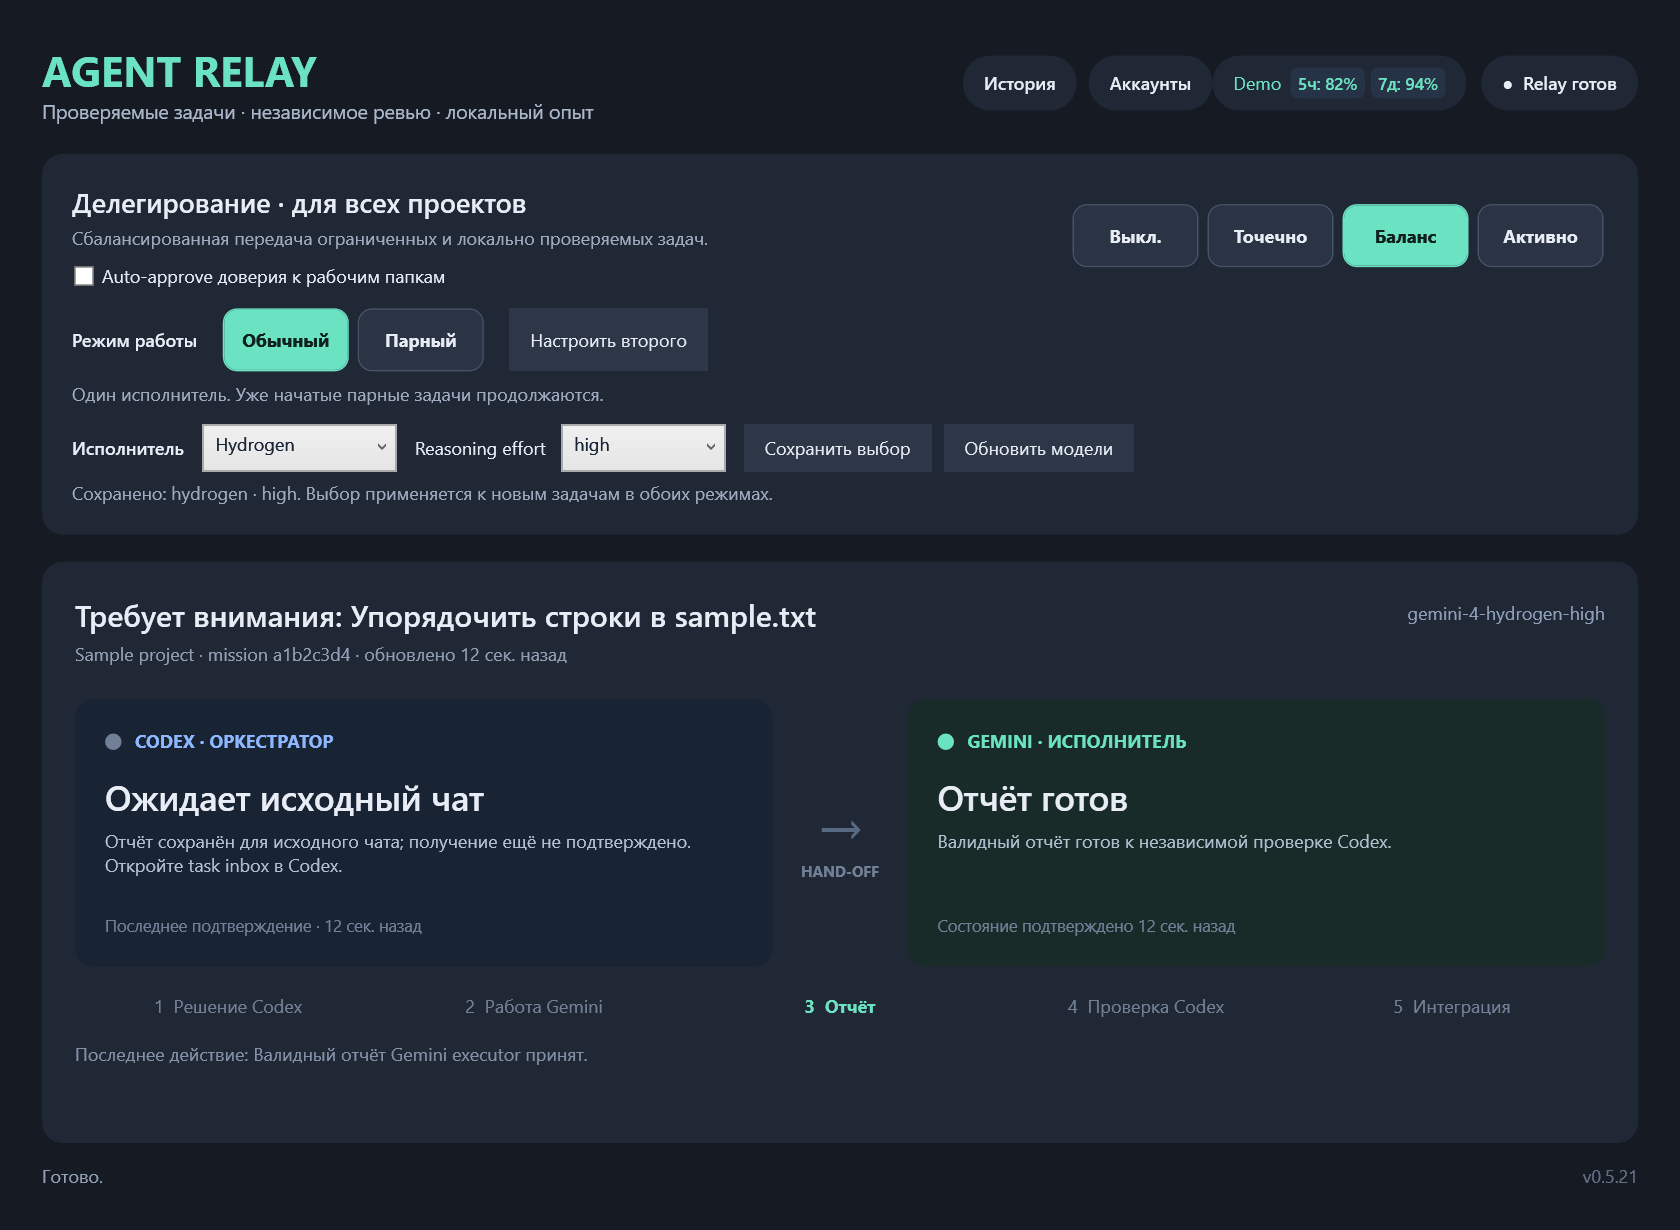 AGENT RELAY
Проверяемые задачи · независимое ревью · локальный опыт
История
Аккаунты
Demo 5ч: 82% 7д: 94%
● Relay готов
Делегирование · для всех проектов
Сбалансированная передача ограниченных и локально проверяемых задач.
Выкл.
Точечно
Баланс
Активно
Auto-approve доверия к рабочим папкам
Режим работы
Обычный
Парный
Настроить второго
Один исполнитель. Уже начатые парные задачи продолжаются.
Исполнитель
Hydrogen
Reasoning effort
high
Сохранить выбор
Обновить модели
Сохранено: hydrogen · high. Выбор применяется к новым задачам в обоих режимах.
Требует внимания: Упорядочить строки в sample.txt
gemini-4-hydrogen-high
Sample project · mission a1b2c3d4 · обновлено 12 сек. назад
CODEX · ОРКЕСТРАТОР
Ожидает исходный чат
Отчёт сохранён для исходного чата; получение ещё не подтверждено.
Откройте task inbox в Codex.
Последнее подтверждение · 12 сек. назад
→
HAND-OFF
GEMINI · ИСПОЛНИТЕЛЬ
Отчёт готов
Валидный отчёт готов к независимой проверке Codex.
Состояние подтверждено 12 сек. назад
1 Решение Codex
2 Работа Gemini
3 Отчёт
4 Проверка Codex
5 Интеграция
Последнее действие: Валидный отчёт Gemini executor принят.
Готово.
v0.5.21